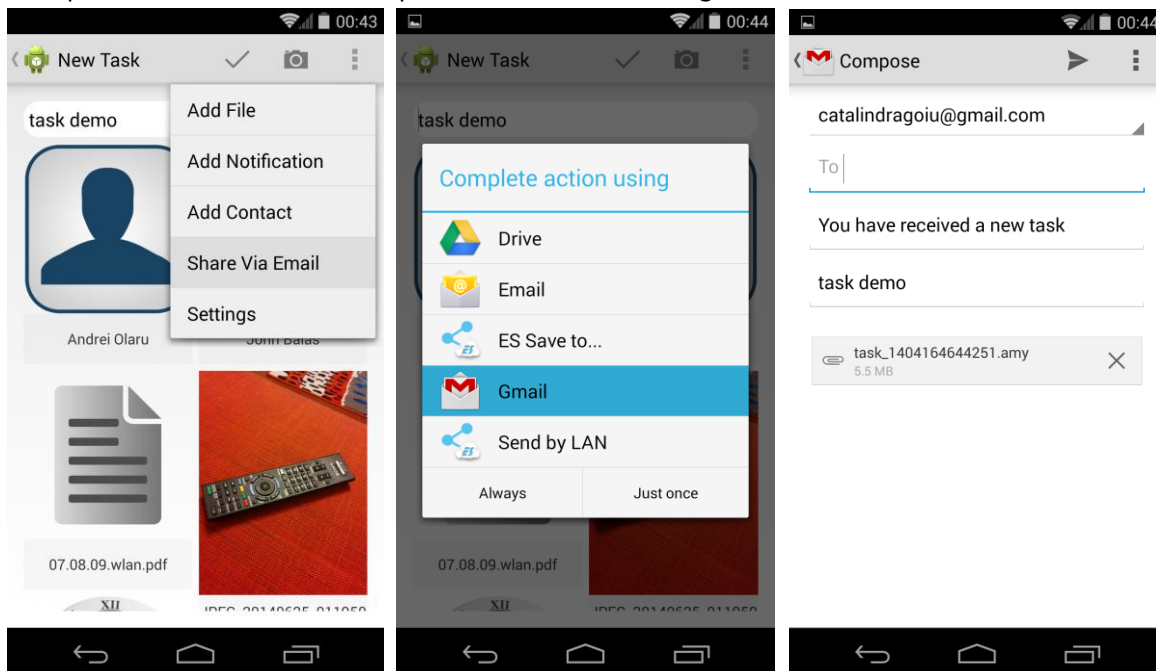 00:43
New Task
task demo
Add File
Add Notification
Add Contact
Share Via Email
Settings
Andrei Olaru
07.08.09.wlan.pdf
XII
00:44
New Task
task demo
Complete action using
Drive
Email
ES Save to...
Gmail
Send by LAN
Always
Just once
07.08.09.wlan.pdf
XII
00:44
Compose
catalindragoiu@gmail.com
To
You have received a new task
task demo
task_1404164644251.amy
5.5 MB